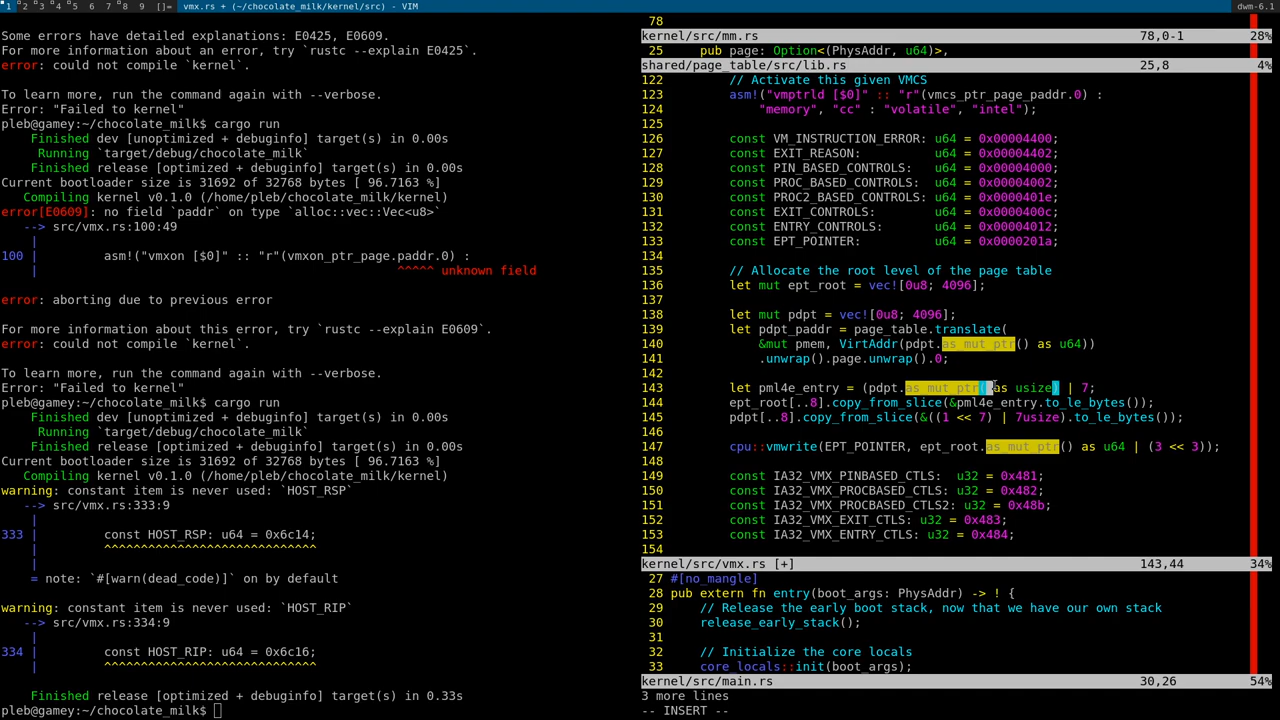 1 2 3 4 5 6 7 8 9 []= vmx.rs + (~/chocolate_milk/kernel/src) - VIM dwm-6.1
Some errors have detailed explanations: E0425, E0609.
For more information about an error, try `rustc --explain E0425`.
error: could not compile `kernel`.
To learn more, run the command again with --verbose.
Error: "Failed to kernel"
pleb@gamey:~/chocolate_milk$ cargo run
Finished dev [unoptimized + debuginfo] target(s) in 0.00s
Running `target/debug/chocolate_milk`
Finished release [optimized + debuginfo] target(s) in 0.00s
Current bootloader size is 31692 of 32768 bytes [ 96.7163 %]
Compiling kernel v0.1.0 (/home/pleb/chocolate_milk/kernel)
error[E0609]: no field `paddr` on type `alloc::vec::Vec<u8>`
--> src/vmx.rs:100:49
|
100 | asm!("vmxon [$0]" :: "r"(vmxon_ptr_page.paddr.0) :
| ^^^^^ unknown field
error: aborting due to previous error
For more information about this error, try `rustc --explain E0609`.
error: could not compile `kernel`.
To learn more, run the command again with --verbose.
Error: "Failed to kernel"
pleb@gamey:~/chocolate_milk$ cargo run
Finished dev [unoptimized + debuginfo] target(s) in 0.00s
Running `target/debug/chocolate_milk`
Finished release [optimized + debuginfo] target(s) in 0.00s
Current bootloader size is 31692 of 32768 bytes [ 96.7163 %]
Compiling kernel v0.1.0 (/home/pleb/chocolate_milk/kernel)
warning: constant item is never used: `HOST_RSP`
--> src/vmx.rs:333:9
|
333 | const HOST_RSP: u64 = 0x6c14;
| ^^^^^^^^^^^^^^^^^^^^^^^^^^^^^
|
= note: `#[warn(dead_code)]` on by default
warning: constant item is never used: `HOST_RIP`
--> src/vmx.rs:334:9
|
334 | const HOST_RIP: u64 = 0x6c16;
| ^^^^^^^^^^^^^^^^^^^^^^^^^^^^^
Finished release [optimized + debuginfo] target(s) in 0.33s
pleb@gamey:~/chocolate_milk$
78
kernel/src/mm.rs 78,0-1 28%
25 pub page: Option<(PhysAddr, u64)>,
shared/page_table/src/lib.rs 25,8 4%
122 // Activate this given VMCS
123 asm!("vmptrld [$0]" :: "r"(vmcs_ptr_page_paddr.0) :
124 "memory", "cc" : "volatile", "intel");
125
126 const VM_INSTRUCTION_ERROR: u64 = 0x00004400;
127 const EXIT_REASON: u64 = 0x00004402;
128 const PIN_BASED_CONTROLS: u64 = 0x00004000;
129 const PROC_BASED_CONTROLS: u64 = 0x00004002;
130 const PROC2_BASED_CONTROLS: u64 = 0x0000401e;
131 const EXIT_CONTROLS: u64 = 0x0000400c;
132 const ENTRY_CONTROLS: u64 = 0x00004012;
133 const EPT_POINTER: u64 = 0x0000201a;
134
135 // Allocate the root level of the page table
136 let mut ept_root = vec![0u8; 4096];
137
138 let mut pdpt = vec![0u8; 4096];
139 let pdpt_paddr = page_table.translate(
140 &mut pmem, VirtAddr(pdpt.as_mut_ptr() as u64))
141 .unwrap().page.unwrap().0;
142
143 let pml4e_entry = (pdpt.as_mut_ptr( as usize) | 7;
144 ept_root[..8].copy_from_slice(&pml4e_entry.to_le_bytes());
145 pdpt[..8].copy_from_slice(&((1 << 7) | 7usize).to_le_bytes());
146
147 cpu::vmwrite(EPT_POINTER, ept_root.as_mut_ptr() as u64 | (3 << 3));
148
149 const IA32_VMX_PINBASED_CTLS: u32 = 0x481;
150 const IA32_VMX_PROCBASED_CTLS: u32 = 0x482;
151 const IA32_VMX_PROCBASED_CTLS2: u32 = 0x48b;
152 const IA32_VMX_EXIT_CTLS: u32 = 0x483;
153 const IA32_VMX_ENTRY_CTLS: u32 = 0x484;
154
kernel/src/vmx.rs [+] 143,44 34%
27 #[no_mangle]
28 pub extern fn entry(boot_args: PhysAddr) -> ! {
29 // Release the early boot stack, now that we have our own stack
30 release_early_stack();
31
32 // Initialize the core locals
33 core_locals::init(boot_args);
kernel/src/main.rs 30,26 54%
3 more lines
-- INSERT --